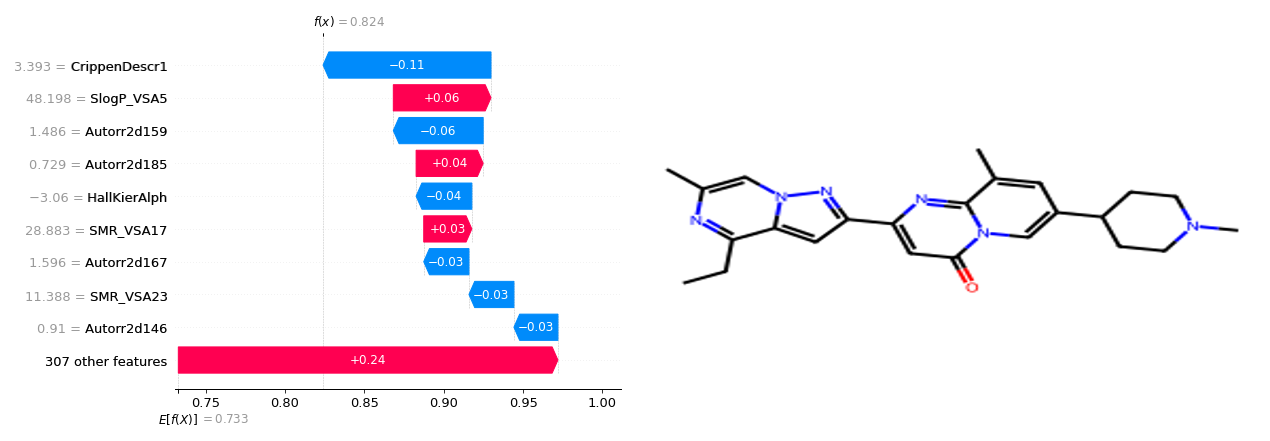 f(x) = 0.824
3.393 = CrippenDescr1
−0.11
48.198 = SlogP_VSA5
+0.06
1.486 = Autorr2d159
−0.06
0.729 = Autorr2d185
+0.04
−3.06 = HallKierAlph
−0.04
28.883 = SMR_VSA17
+0.03
1.596 = Autorr2d167
−0.03
11.388 = SMR_VSA23
−0.03
0.91 = Autorr2d146
−0.03
307 other features
+0.24
0.75 0.80 0.85 0.90 0.95 1.00
E[f(X)] = 0.733
N N N N N N N O